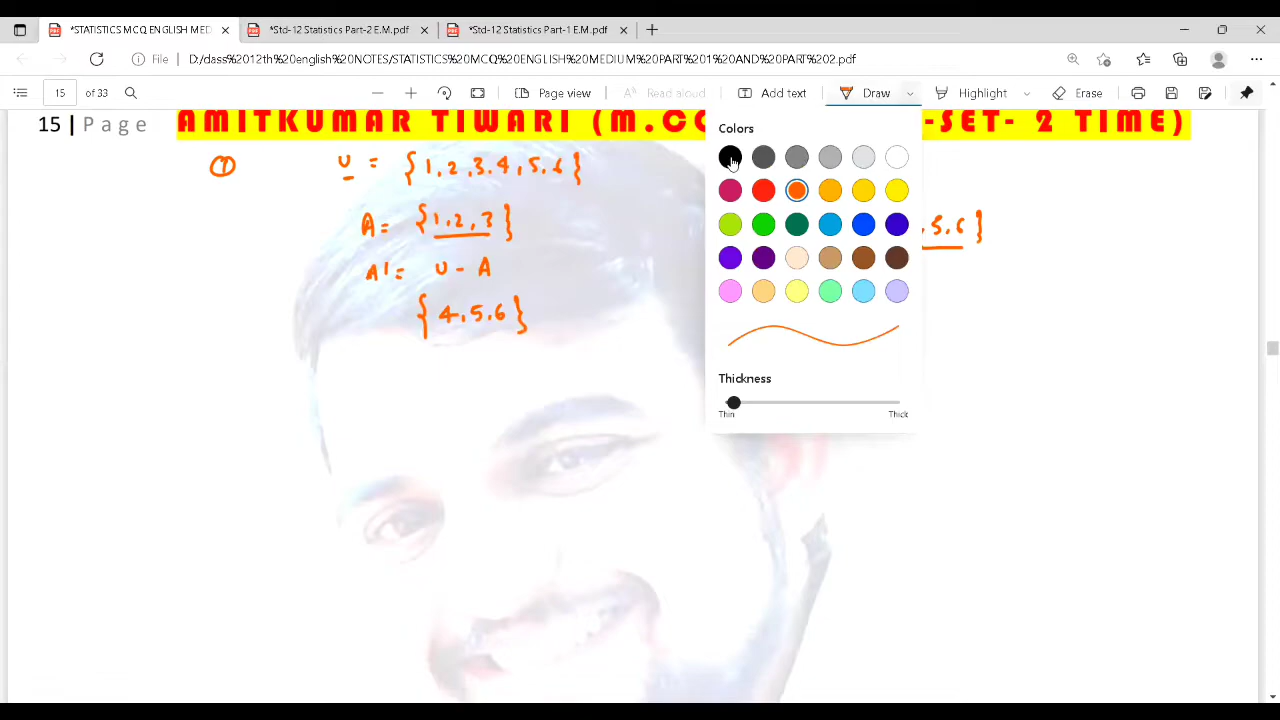 *STATISTICS MCQ ENGLISH MED
*Std-12 Statistics Part-2 E.M.pdf
*Std-12 Statistics Part-1 E.M.pdf
File
D:/dass%2012th%20english%20NOTES/STATISTICS%20MCQ%20ENGLISH%20MEDIUM%20PART%201%20AND%20PART%202.pdf
15 of 33
Page view
Read aloud
Add text
Draw
Highlight
Erase
15 | Page
AMITKUMAR TIWARI (M.CO -SET- 2 TIME)
Colors
U = {1,2,3,4,5,6}
A = {1,2,3}
,5,6}
A' = U - A
{4,5,6}
Thickness
Thin Thick